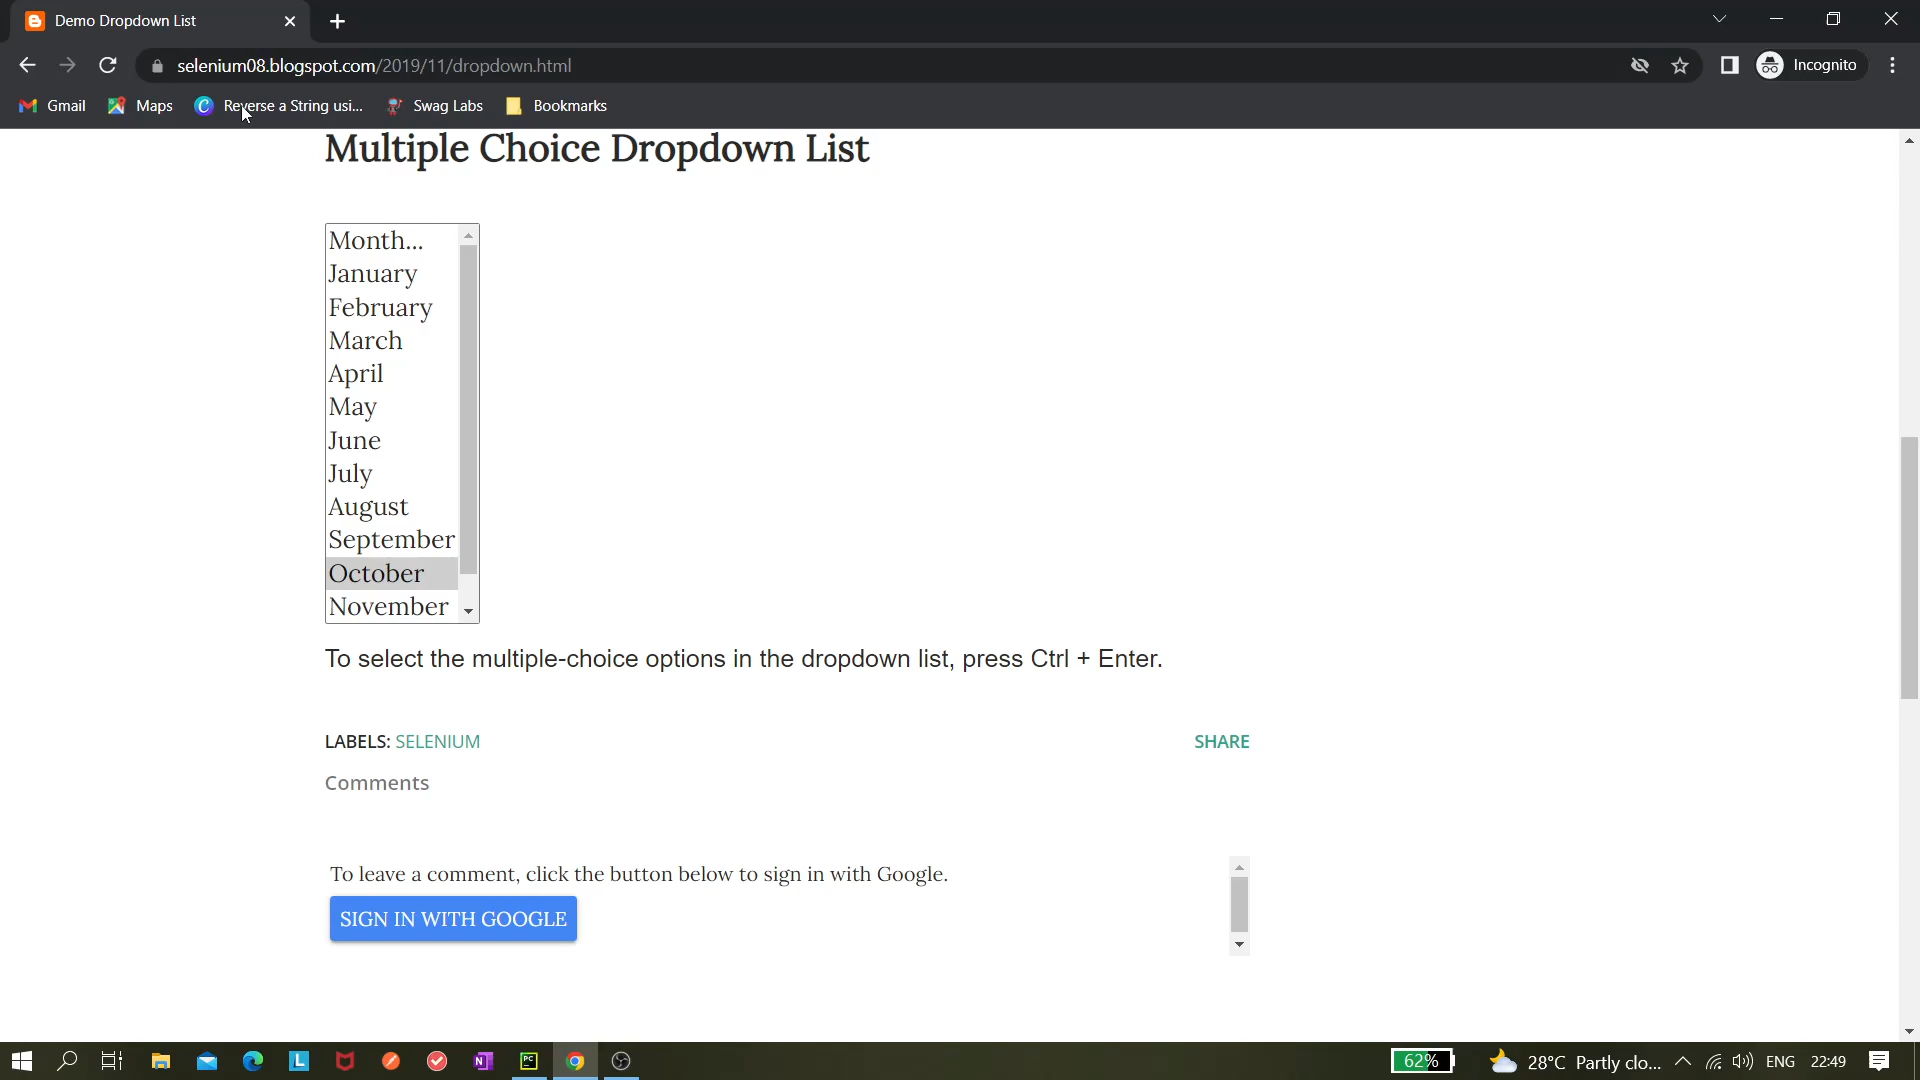 Demo Dropdown List
selenium08.blogspot.com/2019/11/dropdown.html
Incognito
Gmail
Maps
Reverse a String usi...
Swag Labs
Bookmarks
Multiple Choice Dropdown List
Month...
January
February
March
April
May
June
July
August
September
October
November
To select the multiple-choice options in the dropdown list, press Ctrl + Enter.
LABELS: SELENIUM
SHARE
Comments
To leave a comment, click the button below to sign in with Google.
SIGN IN WITH GOOGLE
62%
28°C Partly clo...
ENG
22:49